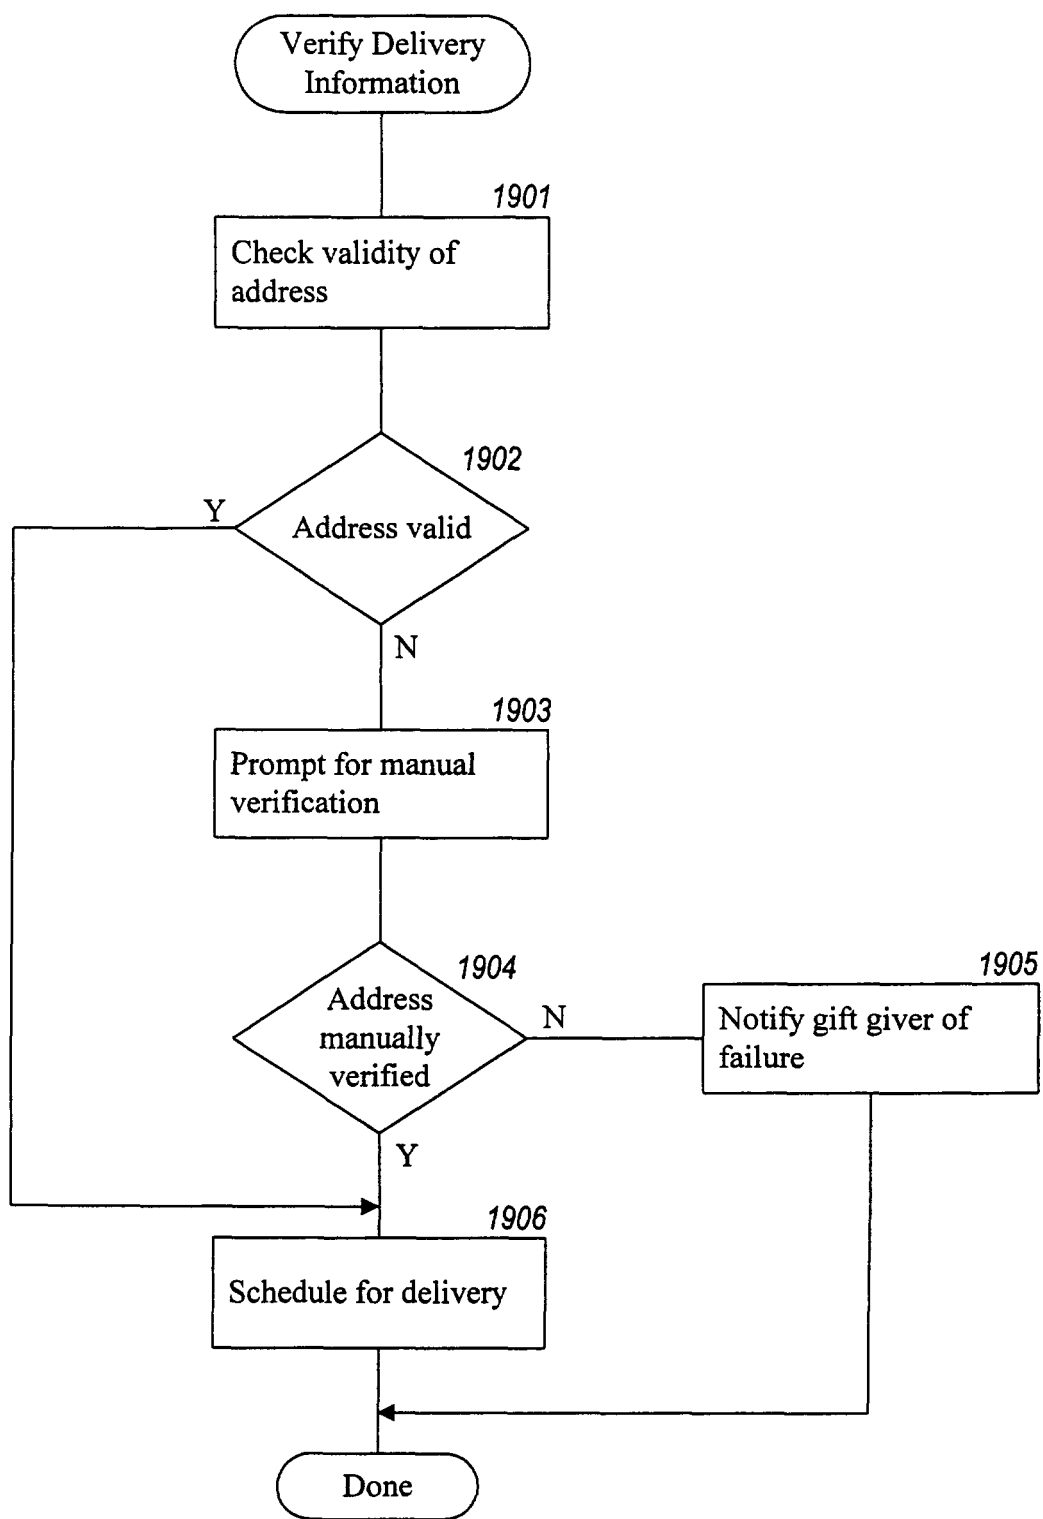 Verify Delivery
Information
1901
Check validity of
address
1902
Y
Address valid
N
1903
Prompt for manual
verification
1904
Address
manually
verified
N
1905
Notify gift giver of
failure
Y
1906
Schedule for delivery
Done